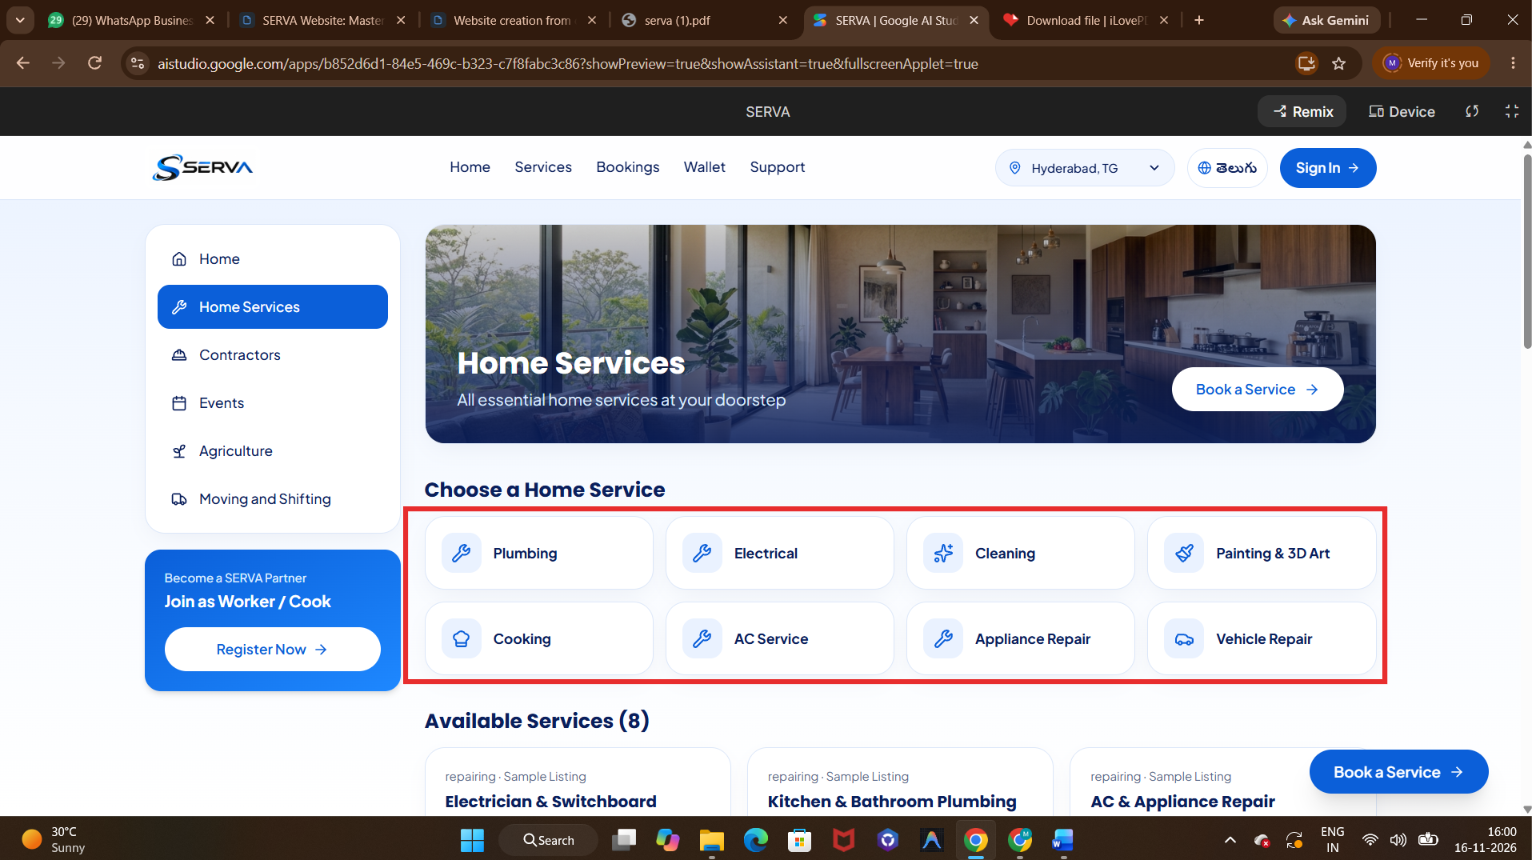 (29) WhatsApp Business
SERVA Website: Master
Website creation from
serva (1).pdf
SERVA | Google AI Stud
Download file | iLoveP
Ask Gemini
aistudio.google.com/apps/b852d6d1-84e5-469c-b323-c7f8fabc3c86?showPreview=true&showAssistant=true&fullscreenApplet=true
M
Verify it's you
SERVA
Remix
Device
SERVA
Home
Services
Bookings
Wallet
Support
Hyderabad, TG
తెలుగు
Sign In
Home
Home Services
Contractors
Events
Agriculture
Moving and Shifting
Become a SERVA Partner
Join as Worker / Cook
Register Now
Home Services
All essential home services at your doorstep
Book a Service
Choose a Home Service
Plumbing
Electrical
Cleaning
Painting & 3D Art
Cooking
AC Service
Appliance Repair
Vehicle Repair
Available Services (8)
repairing · Sample Listing
Electrician & Switchboard
repairing · Sample Listing
Kitchen & Bathroom Plumbing
repairing · Sample Listing
AC & Appliance Repair
Book a Service
30°C
Sunny
Search
ENG
IN
16:00
16-11-2026